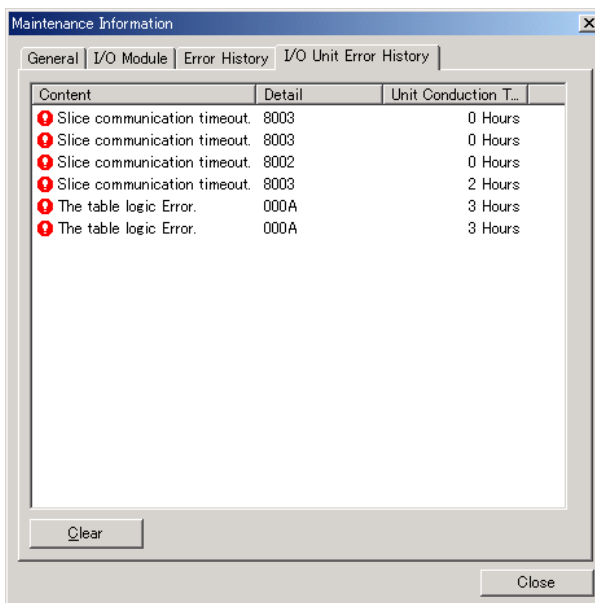 Maintenance Information
General I/O Module Error History I/O Unit Error History
Content Detail Unit Conduction T...
Slice communication timeout. 8003 0 Hours
Slice communication timeout. 8003 0 Hours
Slice communication timeout. 8002 0 Hours
Slice communication timeout. 8003 2 Hours
The table logic Error. 000A 3 Hours
The table logic Error. 000A 3 Hours
Clear
Close